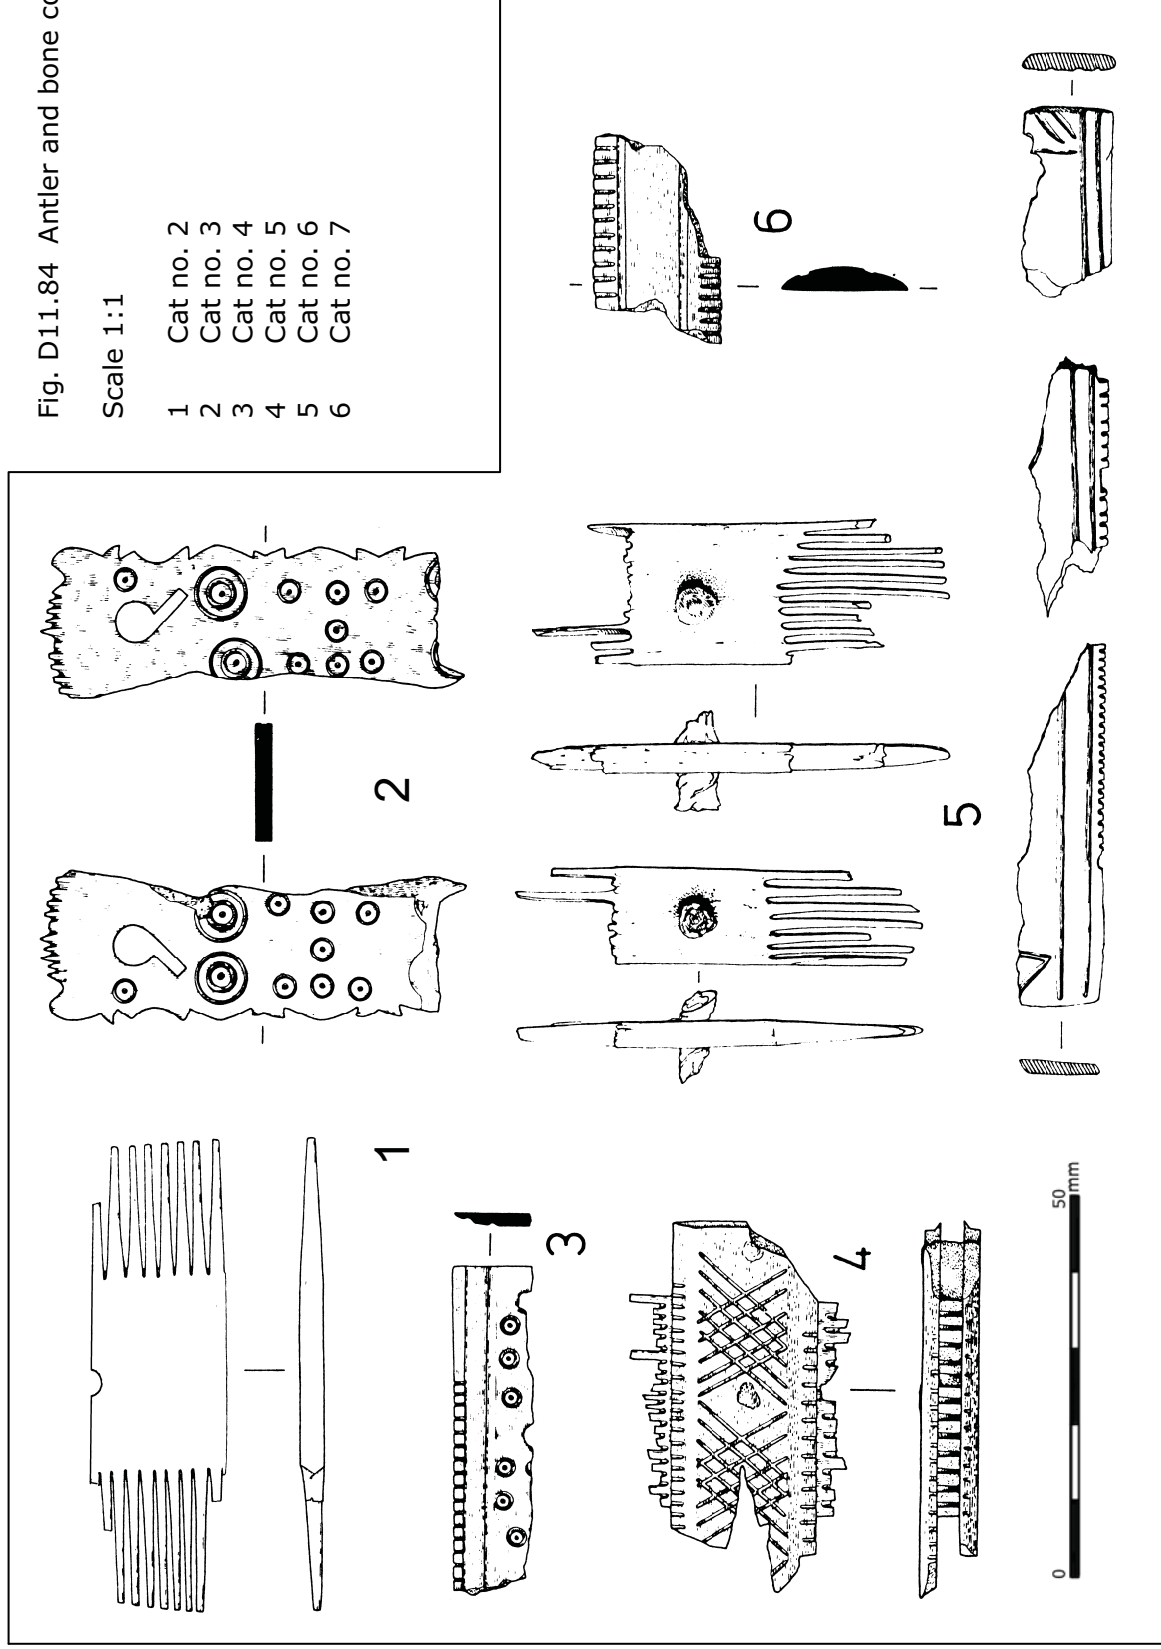 Fig. D11.84 Antler and bone co
Scale 1:1
1 Cat no. 2
2 Cat no. 3
3 Cat no. 4
4 Cat no. 5
5 Cat no. 6
6 Cat no. 7
1
2
3
4
5
6
0 50mm